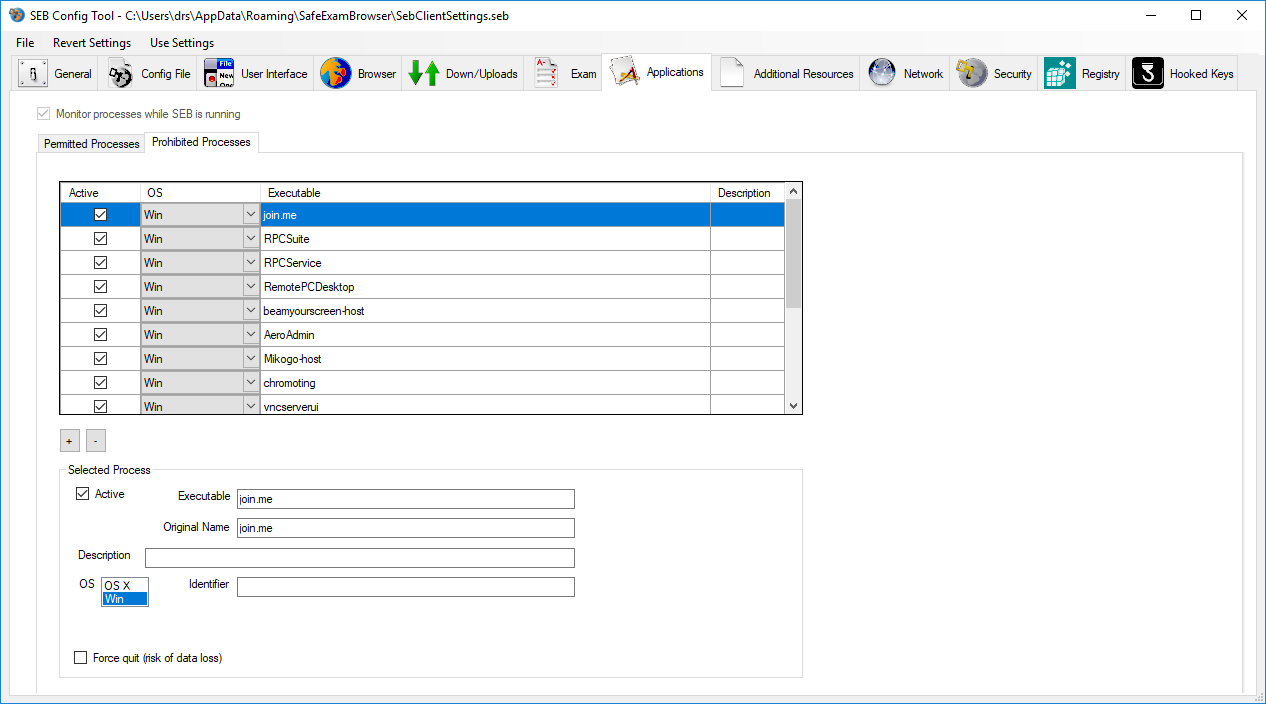 SEB Config Tool - C:\Users\drs\AppData\Roaming\SafeExamBrowser\SebClientSettings.seb
File Revert Settings Use Settings
General Config File User Interface Browser Down/Uploads Exam Applications Additional Resources Network Security Registry Hooked Keys
Monitor processes while SEB is running
Permitted Processes Prohibited Processes
Active OS Executable Description
Win join.me
Win RPCSuite
Win RPCService
Win RemotePCDesktop
Win beamyourscreen-host
Win AeroAdmin
Win Mikogo-host
Win chromoting
Win vncserverui
+ -
Selected Process
Active Executable join.me
Original Name join.me
Description
OS OS X Identifier
Win
Force quit (risk of data loss)